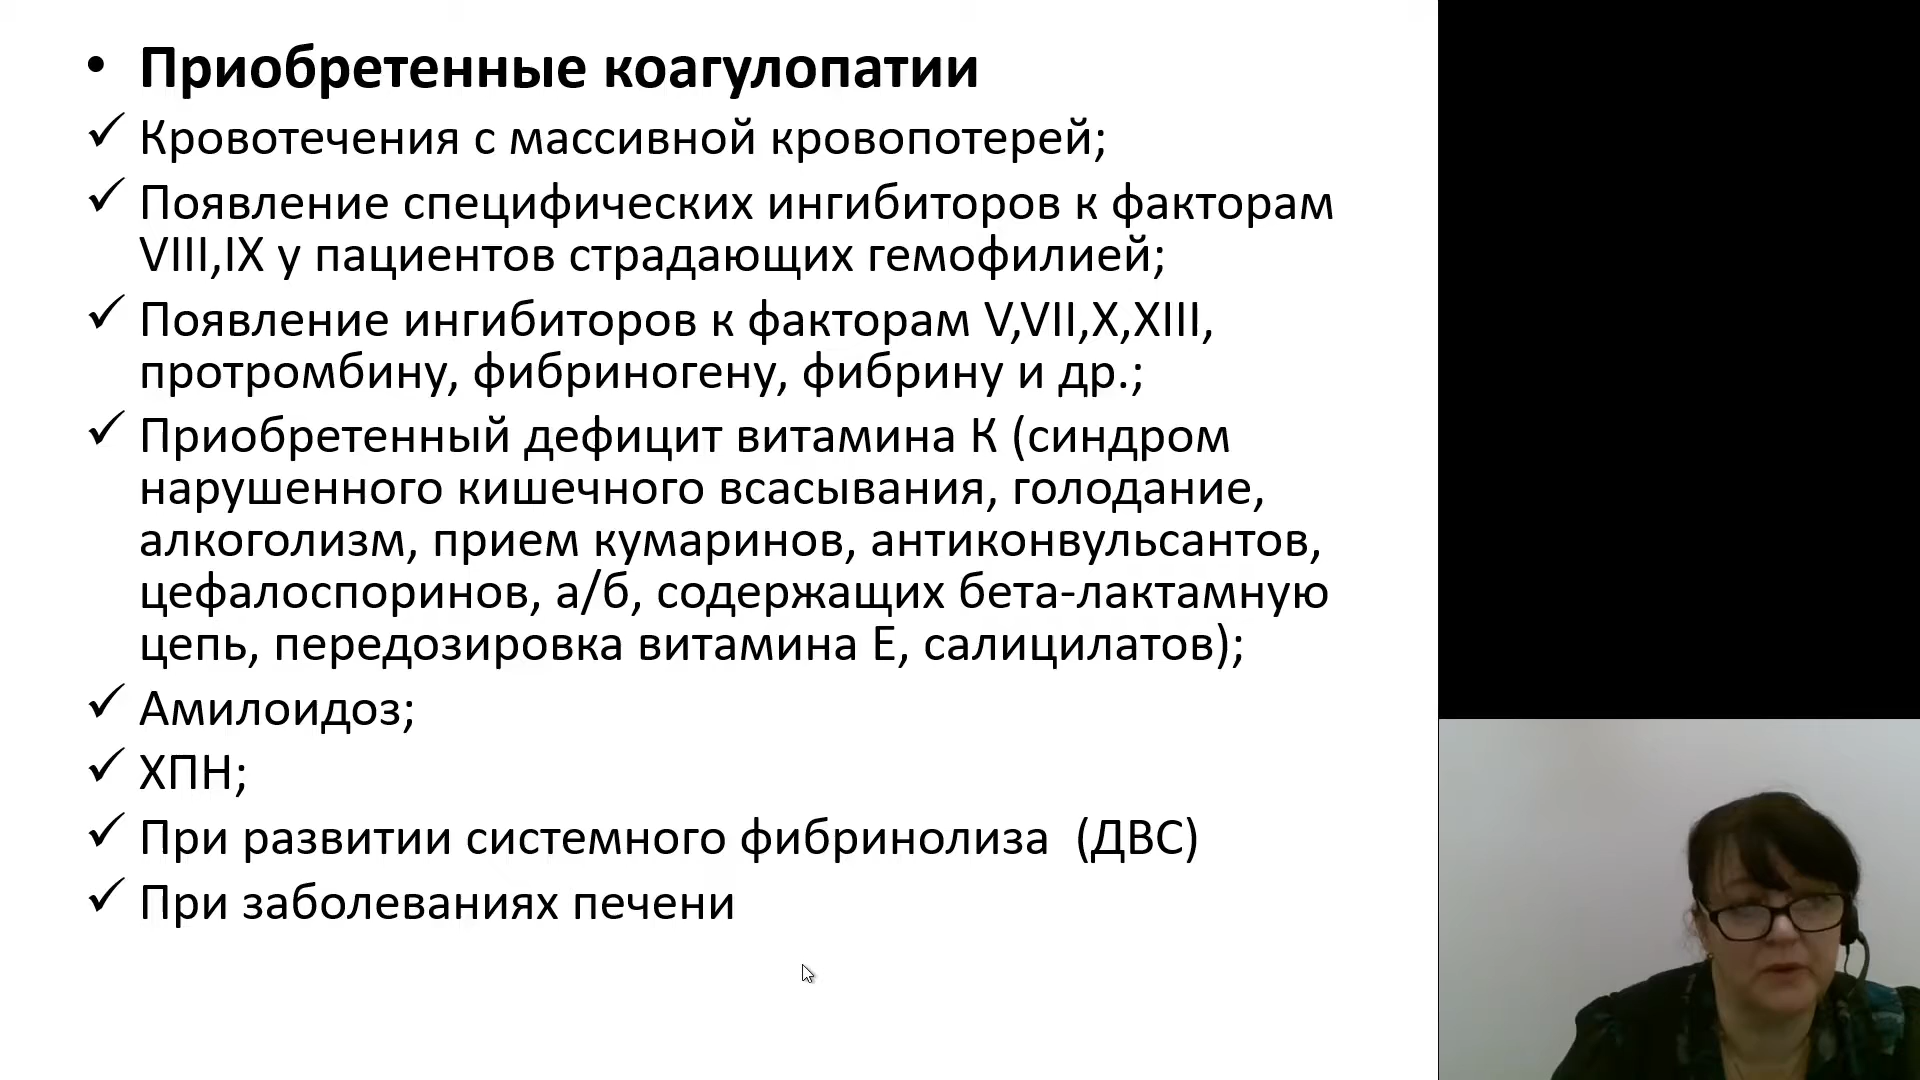 • Приобретенные коагулопатии
✓ Кровотечения с массивной кровопотерей;
✓ Появление специфических ингибиторов к факторам
VIII,IX у пациентов страдающих гемофилией;
✓ Появление ингибиторов к факторам V,VII,X,XIII,
протромбину, фибриногену, фибрину и др.;
✓ Приобретенный дефицит витамина К (синдром
нарушенного кишечного всасывания, голодание,
алкоголизм, прием кумаринов, антиконвульсантов,
цефалоспоринов, а/б, содержащих бета-лактамную
цепь, передозировка витамина Е, салицилатов);
✓ Амилоидоз;
✓ ХПН;
✓ При развитии системного фибринолиза (ДВС)
✓ При заболеваниях печени